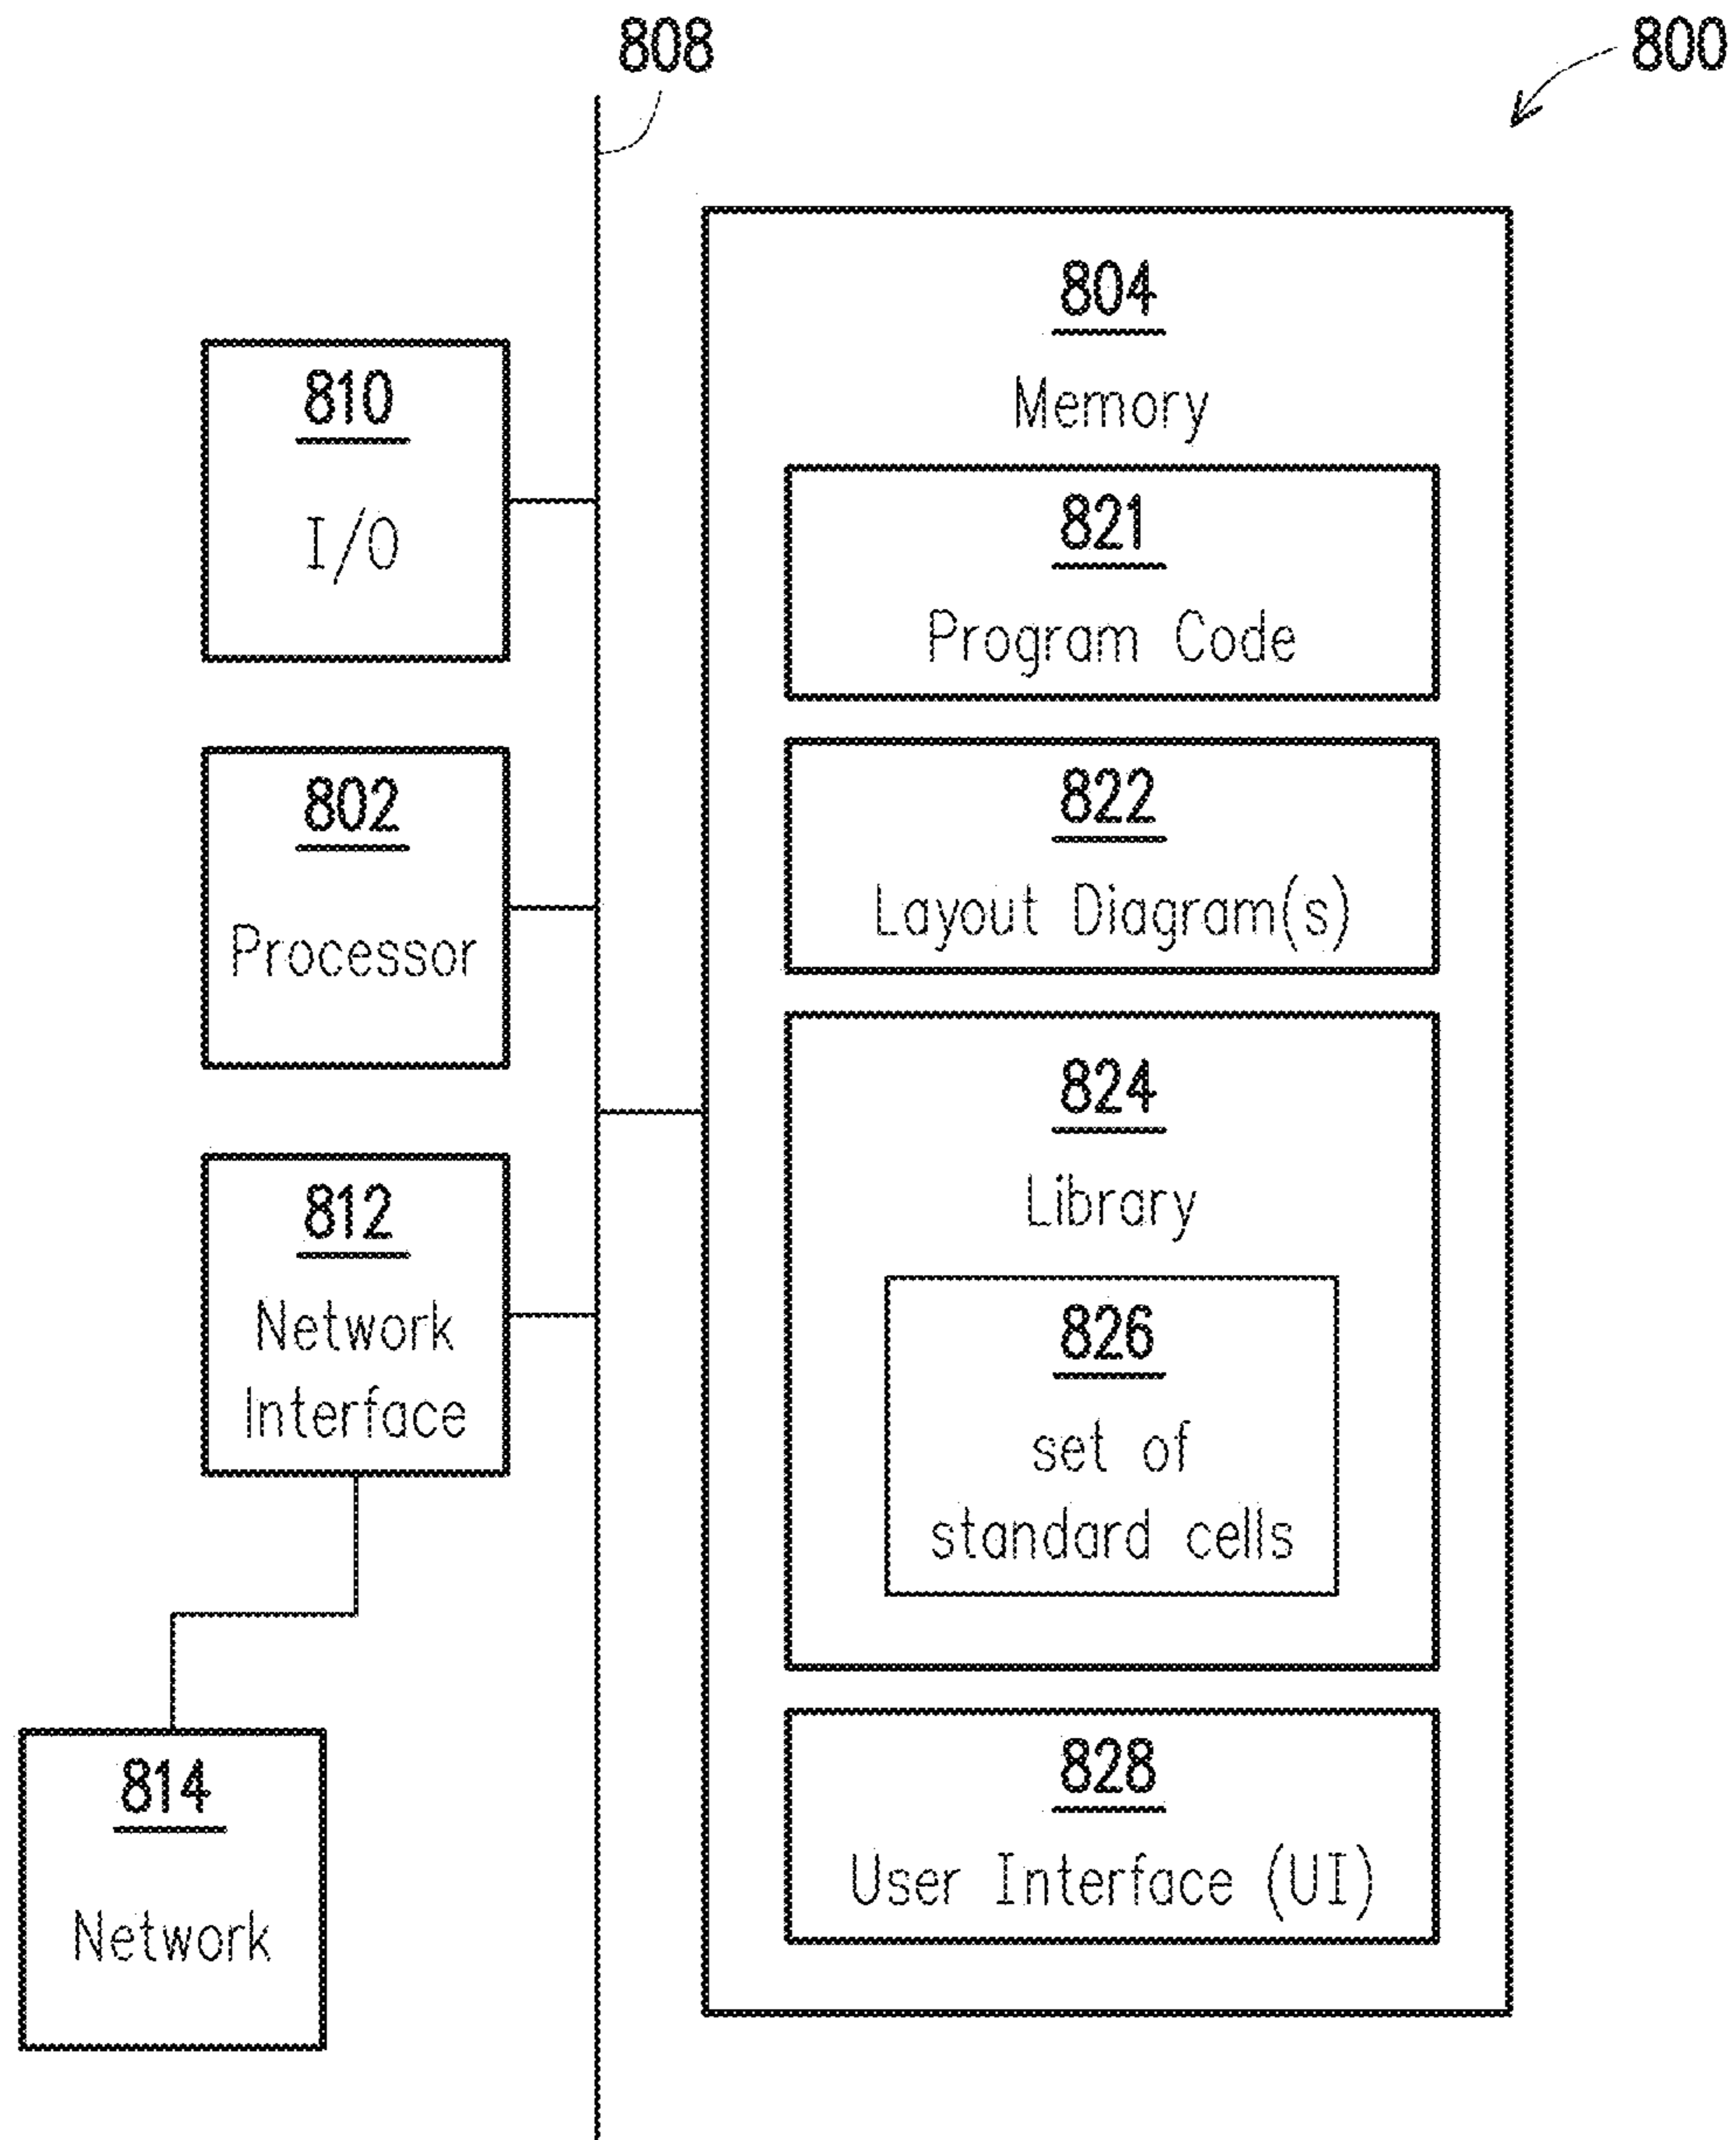 808
800
810
I/O
802
Processor
812
Network
Interface
814
Network
804
Memory
821
Program Code
822
Layout Diagram(s)
824
Library
826
set of
standard cells
828
User Interface (UI)